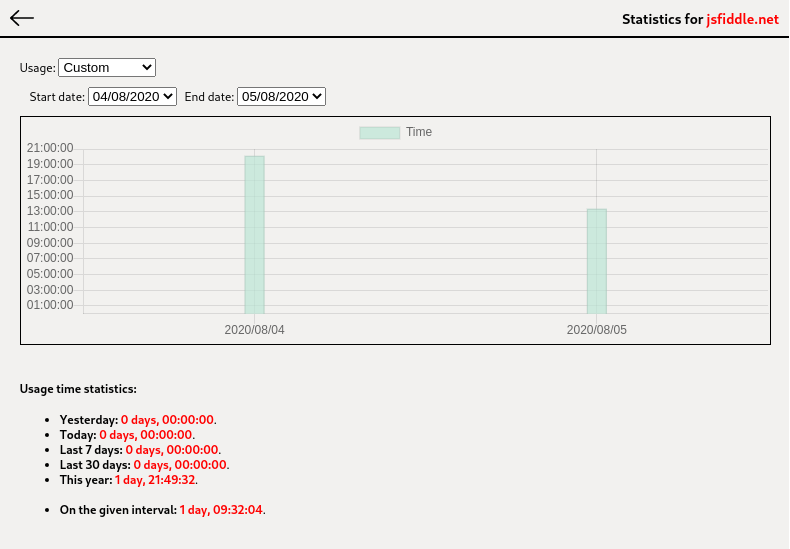 Statistics for jsfiddle.net
Usage: Custom
Start date: 04/08/2020 End date: 05/08/2020
Time
21:00:00
19:00:00
17:00:00
15:00:00
13:00:00
11:00:00
09:00:00
07:00:00
05:00:00
03:00:00
01:00:00
2020/08/04 2020/08/05
Usage time statistics:
• Yesterday: 0 days, 00:00:00.
• Today: 0 days, 00:00:00.
• Last 7 days: 0 days, 00:00:00.
• Last 30 days: 0 days, 00:00:00.
• This year: 1 day, 21:49:32.
• On the given interval: 1 day, 09:32:04.